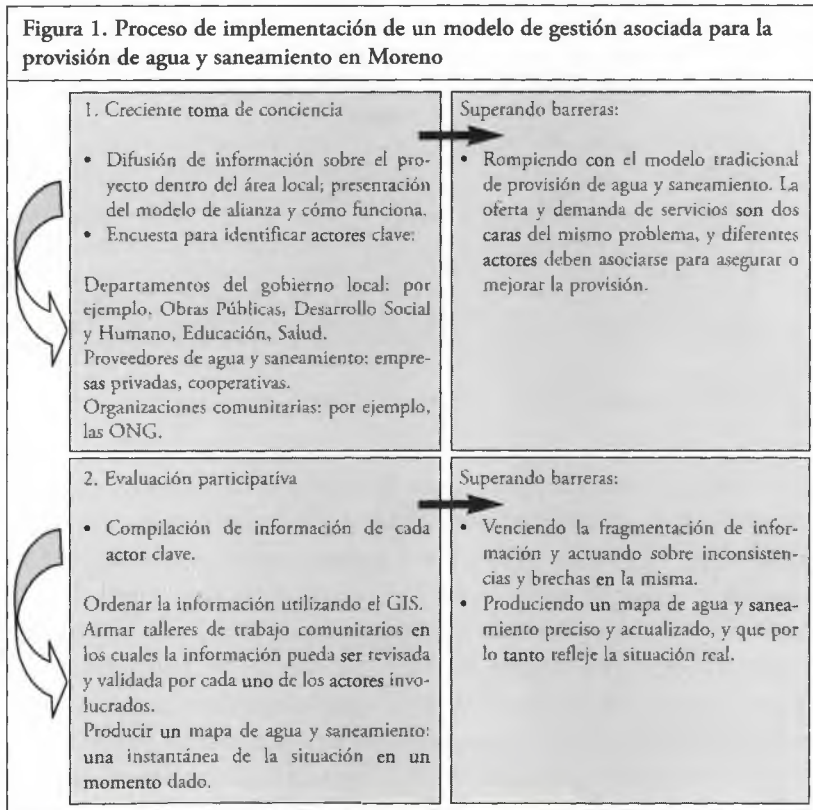 Figura 1. Proceso de implementación de un modelo de gestión asociada para la
provisión de agua y saneamiento en Moreno
1. Creciente toma de conciencia
• Difusión de información sobre el pro-
yecto dentro del área local; presentación
del modelo de alianza y cómo funciona.
• Encuesta para identificar actores clave:
Departamentos del gobierno local: por
ejemplo, Obras Públicas, Desarrollo Social
y Humano, Educación, Salud.
Proveedores de agua y saneamiento: empre-
sas privadas, cooperativas.
Organizaciones comunitarias: por ejemplo,
las ONG.
Superando barreras:
• Rompiendo con el modelo tradicional
de provisión de agua y saneamiento. La
oferta y demanda de servicios son dos
caras del mismo problema, y diferentes
actores deben asociarse para asegurar o
mejorar la provisión.
2. Evaluación participativa
• Compilación de información de cada
actor clave.
Ordenar la información utilizando el GIS.
Armar talleres de trabajo comunitarios en
los cuales la información pueda ser revisada
y validada por cada uno de los actores invo-
lucrados.
Producir un mapa de agua y saneamiento:
una instantánea de la situación en un
momento dado.
Superando barreras:
• Venciendo la fragmentación de infor-
mación y actuando sobre inconsisten-
cias y brechas en la misma.
• Produciendo un mapa de agua y sanea-
miento preciso y actualizado, y que por
lo tanto refleje la situación real.